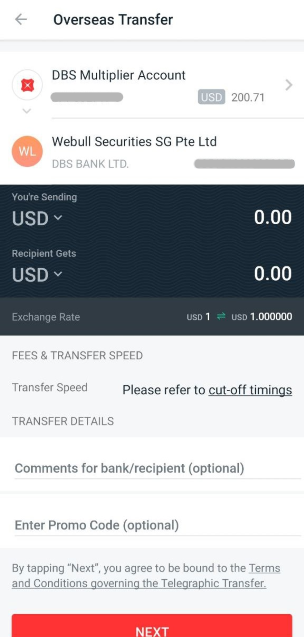 Overseas Transfer
DBS Multiplier Account
USD 200.71
WL
Webull Securities SG Pte Ltd
DBS BANK LTD.
You're Sending
USD 0.00
Recipient Gets
USD 0.00
Exchange Rate USD 1 ⇌ USD 1.000000
FEES & TRANSFER SPEED
Transfer Speed Please refer to cut-off timings
TRANSFER DETAILS
Comments for bank/recipient (optional)
Enter Promo Code (optional)
By tapping “Next”, you agree to be bound to the Terms
and Conditions governing the Telegraphic Transfer.
NEXT